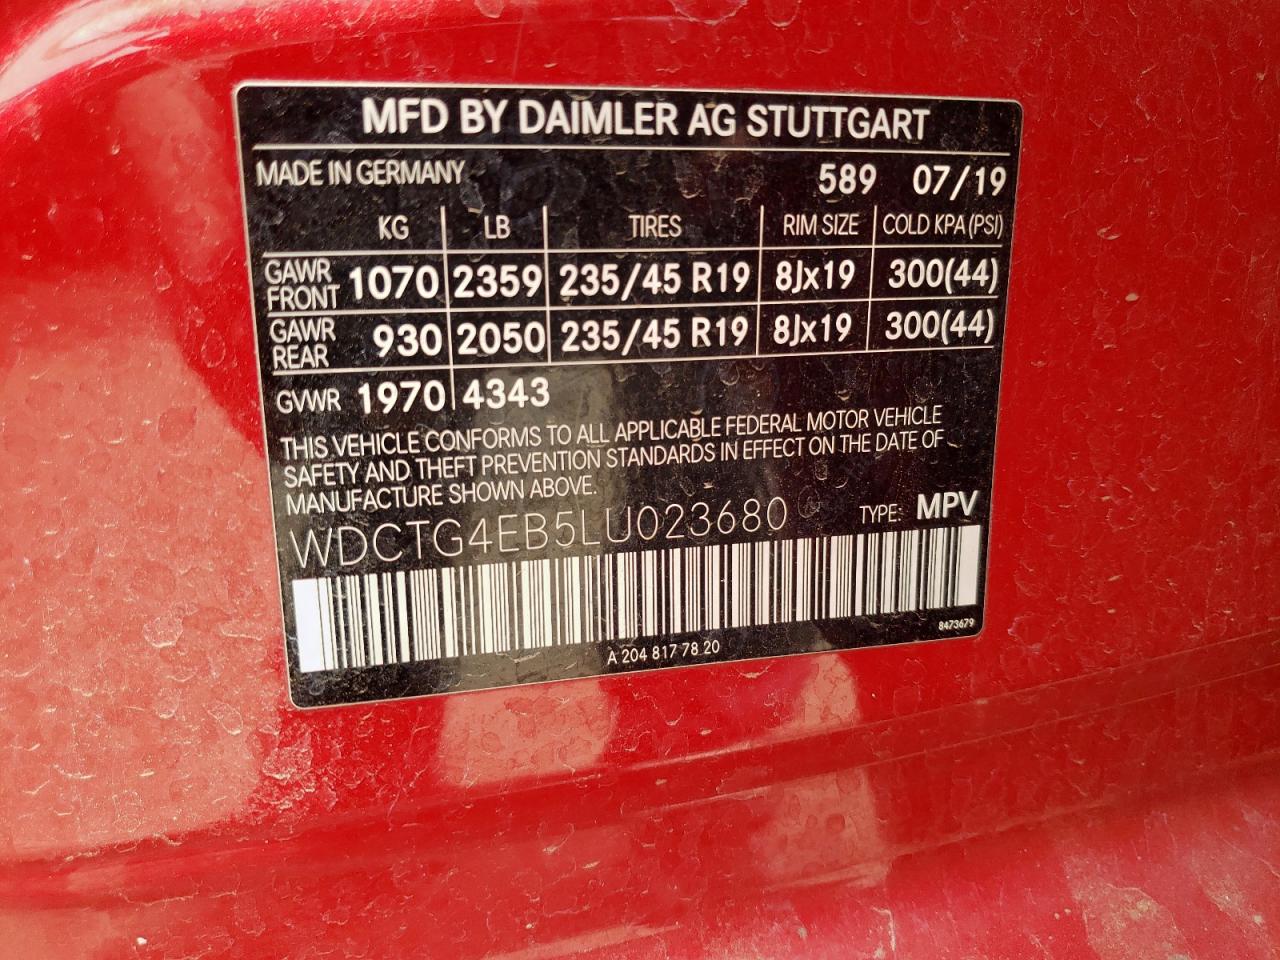 MFD BY DAIMLER AG STUTTGART
MADE IN GERMANY 589 07/19
KG LB TIRES RIM SIZE COLD KPA (PSI)
GAWR FRONT 1070 2359 235/45 R19 8Jx19 300(44)
GAWR REAR 930 2050 235/45 R19 8Jx19 300(44)
GVWR 1970 4343
THIS VEHICLE CONFORMS TO ALL APPLICABLE FEDERAL MOTOR VEHICLE
SAFETY AND THEFT PREVENTION STANDARDS IN EFFECT ON THE DATE OF
MANUFACTURE SHOWN ABOVE.
WDCTG4EB5LU023680 TYPE: MPV
8473679
A 204 817 78 20